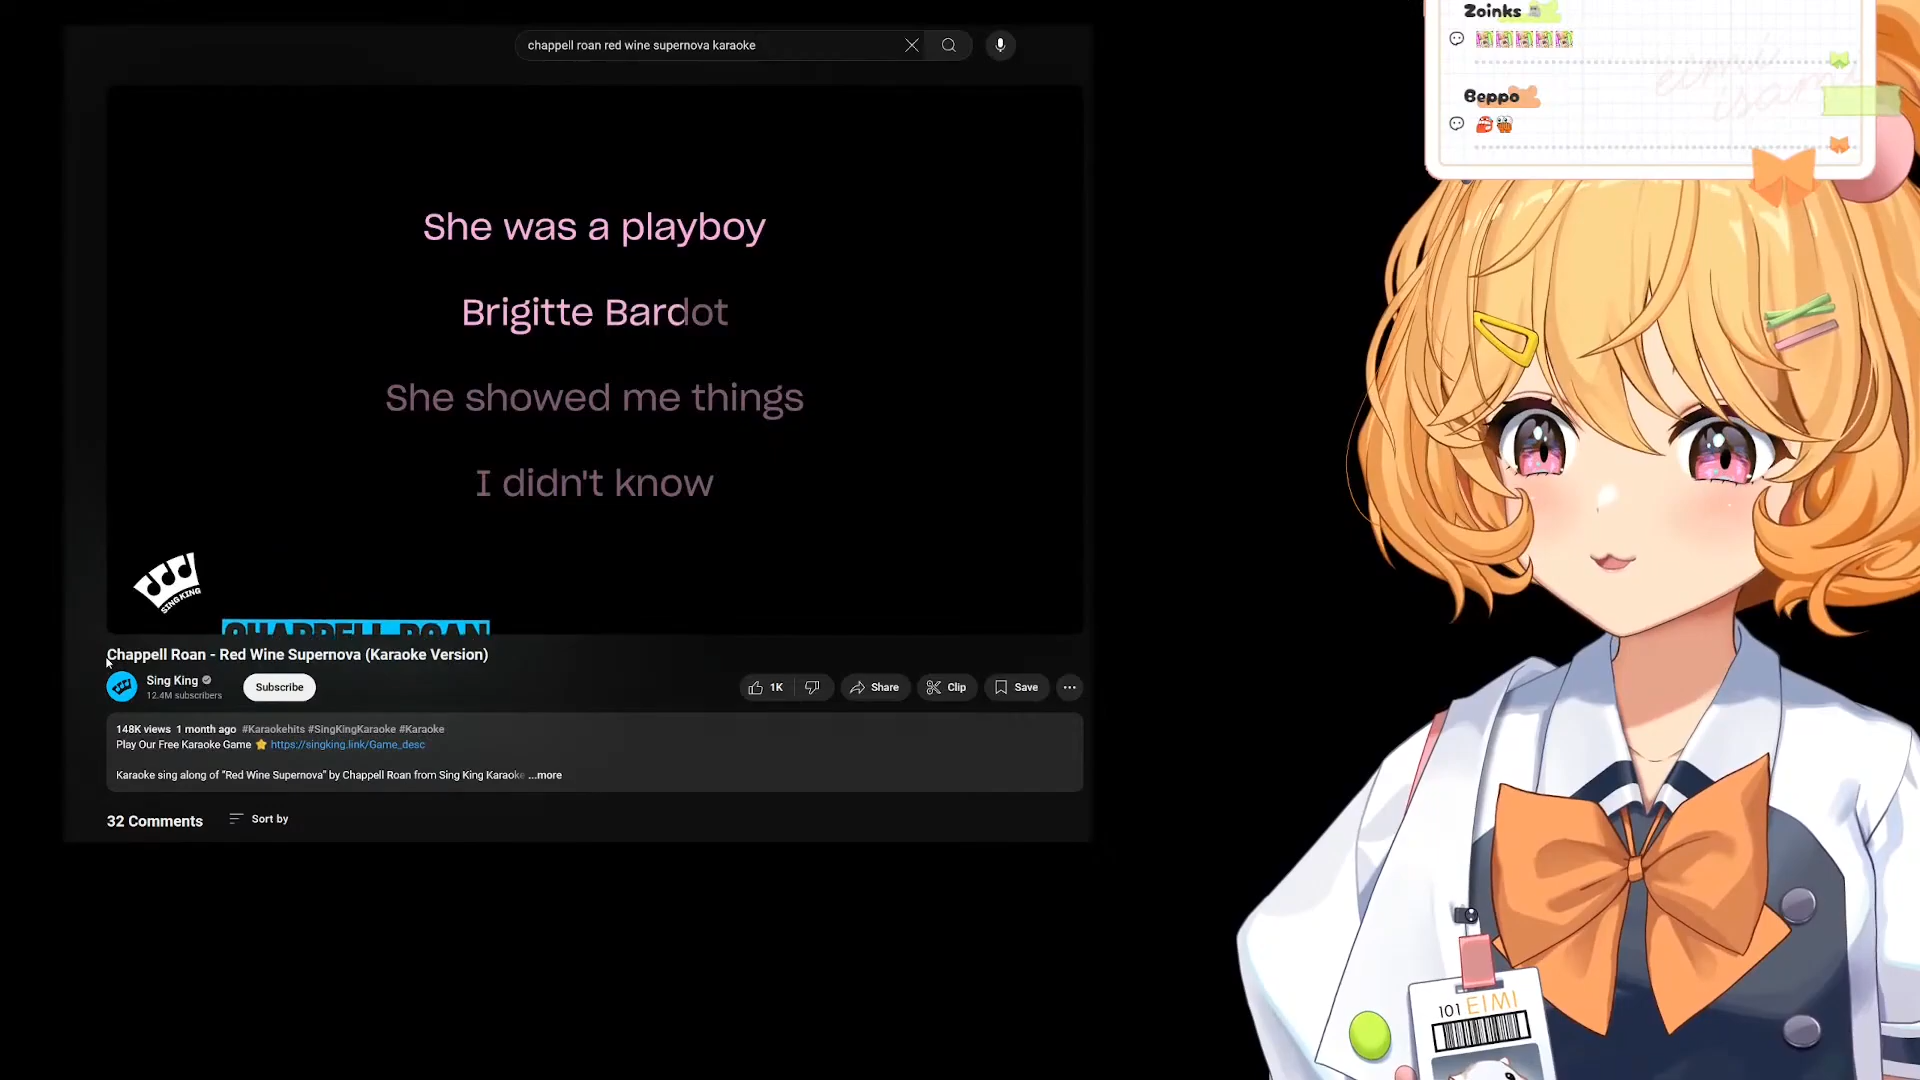 chappell roan red wine supernova karaoke
She was a playboy
Brigitte Bardot
She showed me things
I didn't know
SING KING
CHAPPELL ROAN
Chappell Roan - Red Wine Supernova (Karaoke Version)
Sing King
12.4M subscribers
Subscribe
1K
Share
Clip
Save
148K views 1 month ago #Karaokehits #SingKingKaraoke #Karaoke
Play Our Free Karaoke Game ⭐ https://singking.link/Game_desc
Karaoke sing along of "Red Wine Supernova" by Chappell Roan from Sing King Karaoke ...more
32 Comments
Sort by
Zoinks
Beppo
eimi isami
101 EIMI